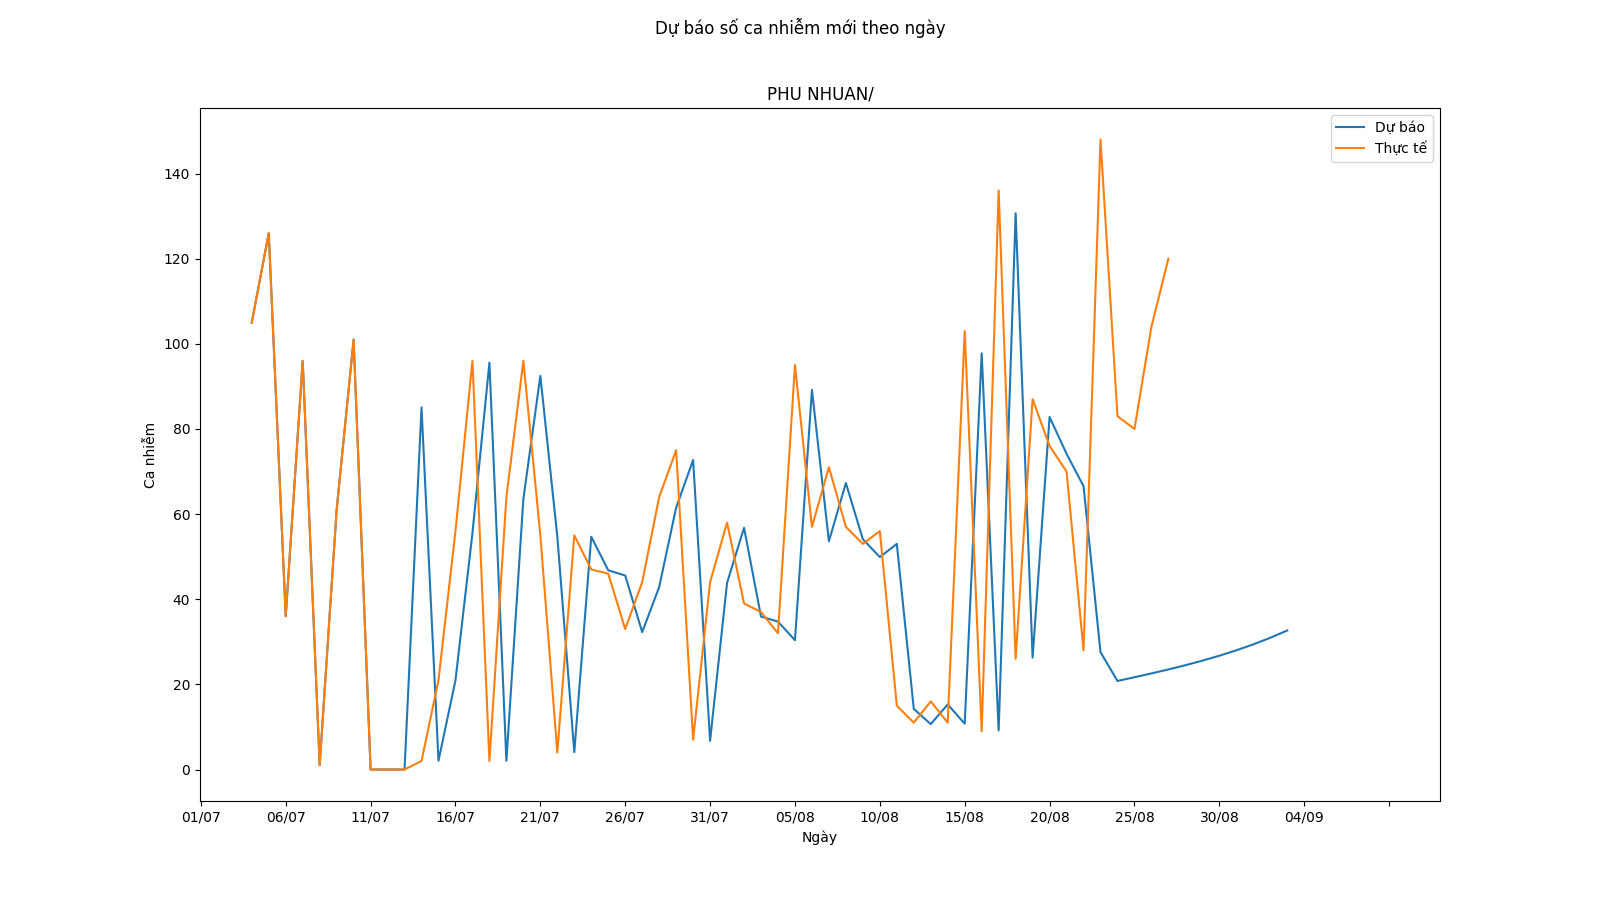 Dự báo số ca nhiễm mới theo ngày
PHU NHUAN/
Dự báo
Thực tế
140
120
100
80
60
40
20
0
Ca nhiễm
01/07 06/07 11/07 16/07 21/07 26/07 31/07 05/08 10/08 15/08 20/08 25/08 30/08 04/09
Ngày